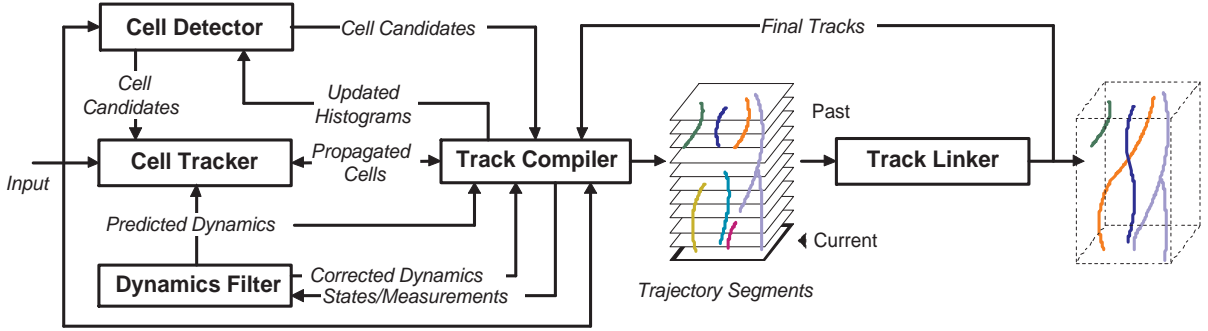 Cell Detector
Cell Candidates
Final Tracks
Cell
Candidates
Updated
Histograms
Past
Input
Cell Tracker
Propagated
Cells
Track Compiler
Track Linker
Predicted Dynamics
Current
Dynamics Filter
Corrected Dynamics
States/Measurements
Trajectory Segments